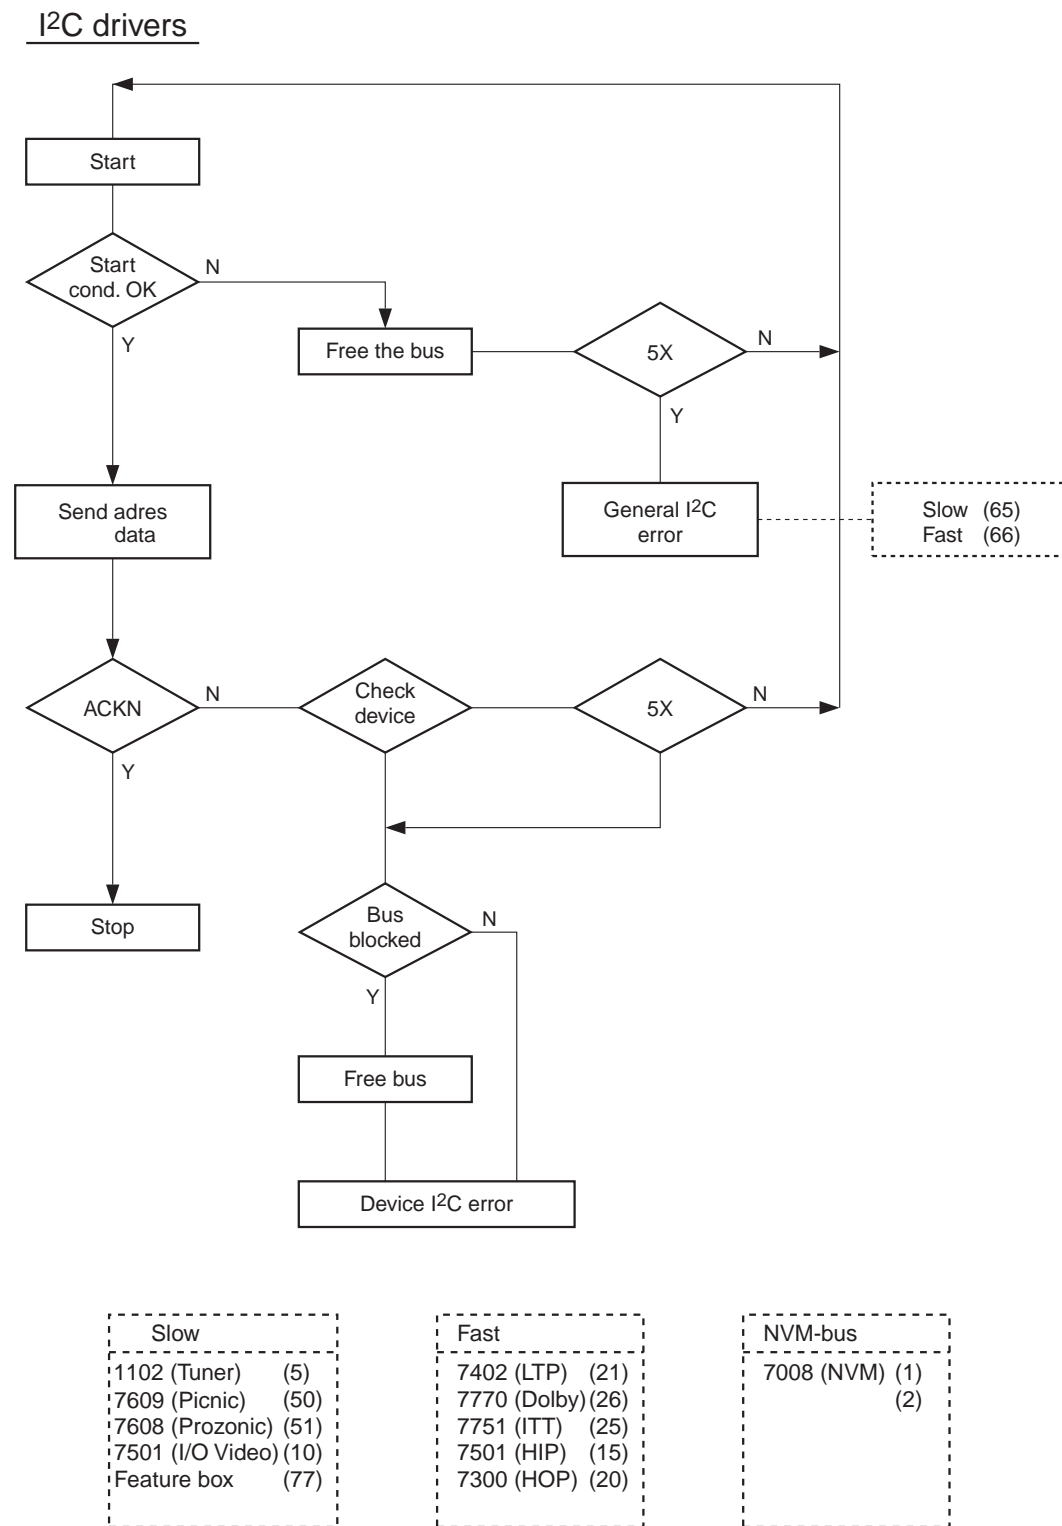 I²C drivers
Start
Start
cond. OK
N
Y
Free the bus
5X
N
Y
Send adres
data
General I²C
error
Slow (65)
Fast (66)
ACKN
N
Check
device
5X
N
Y
Stop
Bus
blocked
N
Y
Free bus
Device I²C error
Slow
1102 (Tuner) (5)
7609 (Picnic) (50)
7608 (Prozonic) (51)
7501 (I/O Video) (10)
Feature box (77)
Fast
7402 (LTP) (21)
7770 (Dolby) (26)
7751 (ITT) (25)
7501 (HIP) (15)
7300 (HOP) (20)
NVM-bus
7008 (NVM) (1)
(2)